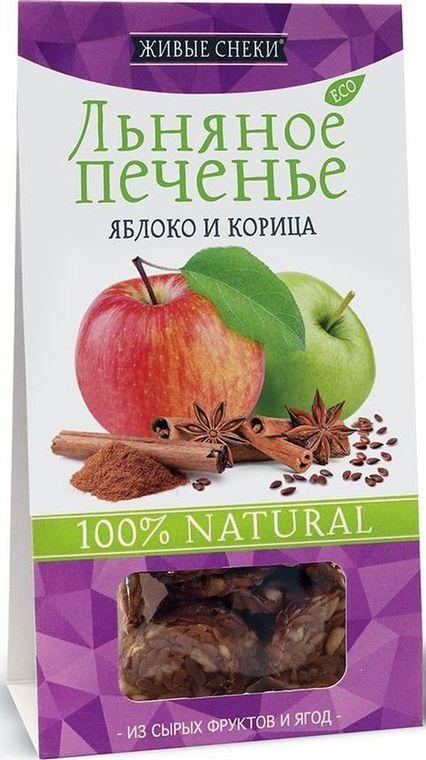 ЖИВЫЕ СНЕКИ®
ECO
Льняное
печенье
ЯБЛОКО И КОРИЦА
100% NATURAL
- ИЗ СЫРЫХ ФРУКТОВ И ЯГОД -